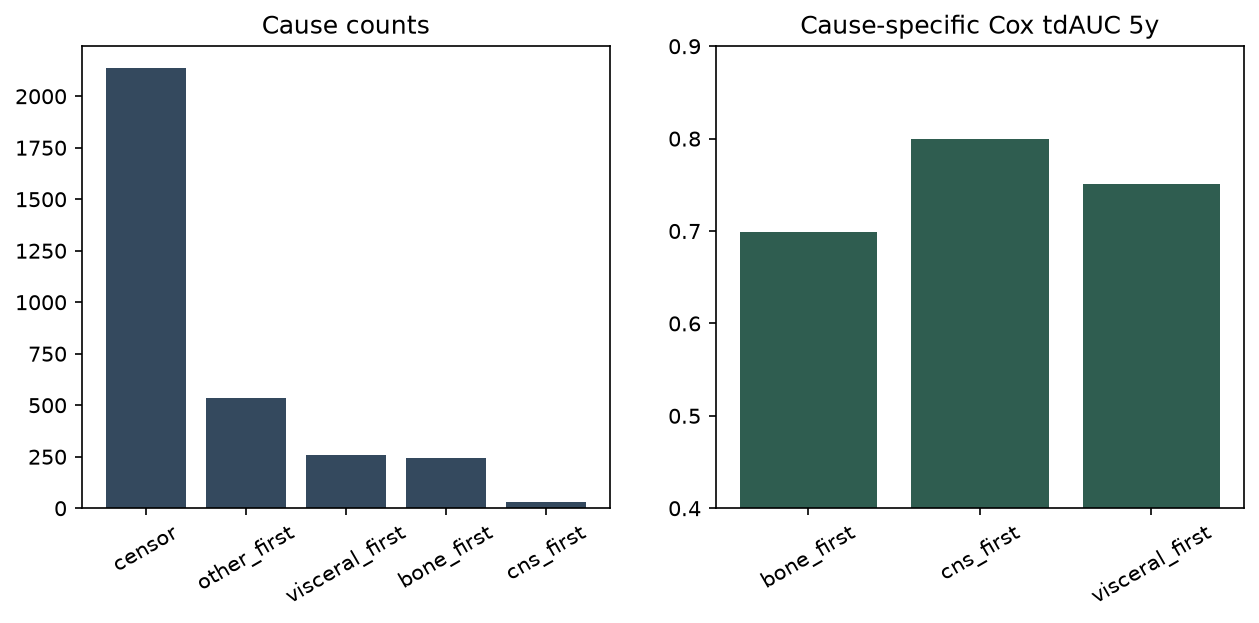 Cause counts
2000
1750
1500
1250
1000
750
500
250
0
censor
other_first
visceral_first
bone_first
cns_first
Cause-specific Cox tdAUC 5y
0.9
0.8
0.7
0.6
0.5
0.4
bone_first
cns_first
visceral_first